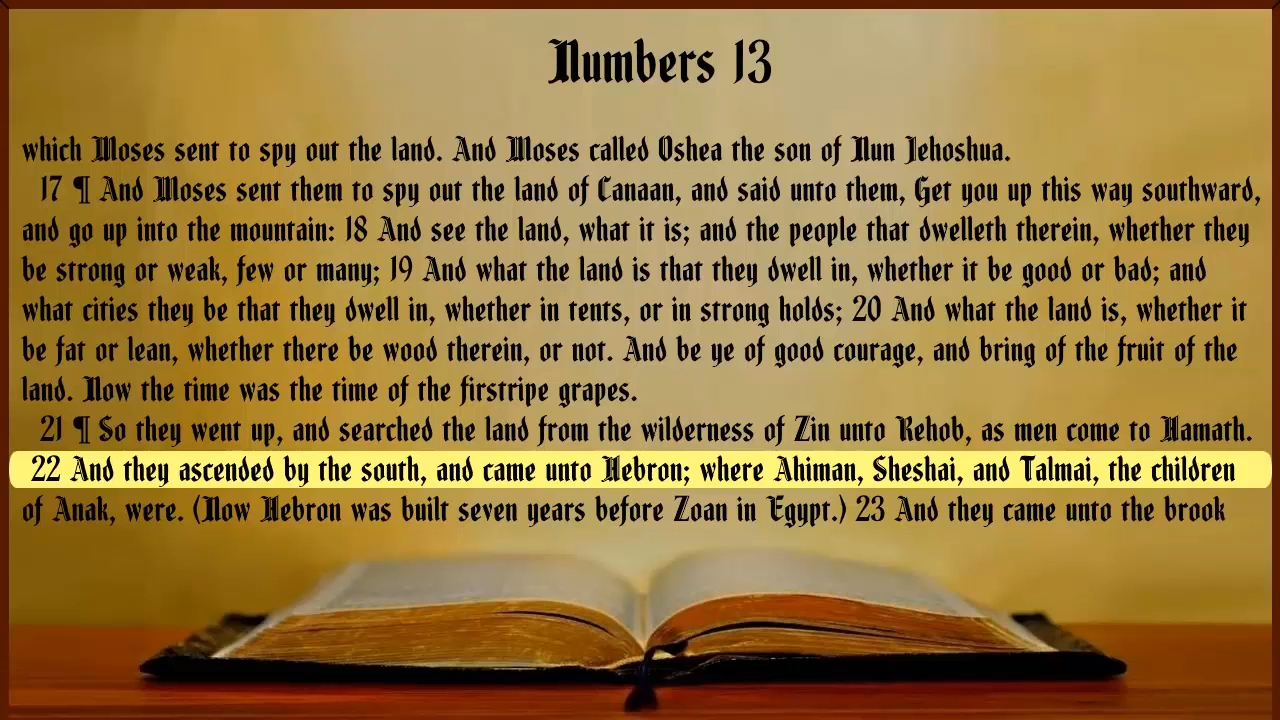 Numbers 13
which Moses sent to spy out the land. And Moses called Oshea the son of Nun Jehoshua.
17 ¶ And Moses sent them to spy out the land of Canaan, and said unto them, Get you up this way southward,
and go up into the mountain: 18 And see the land, what it is; and the people that dwelleth therein, whether they
be strong or weak, few or many; 19 And what the land is that they dwell in, whether it be good or bad; and
what cities they be that they dwell in, whether in tents, or in strong holds; 20 And what the land is, whether it
be fat or lean, whether there be wood therein, or not. And be ye of good courage, and bring of the fruit of the
land. Now the time was the time of the firstripe grapes.
21 ¶ So they went up, and searched the land from the wilderness of Zin unto Rehob, as men come to Hamath.
22 And they ascended by the south, and came unto Hebron; where Ahiman, Sheshai, and Talmai, the children
of Anak, were. (Now Hebron was built seven years before Zoan in Egypt.) 23 And they came unto the brook